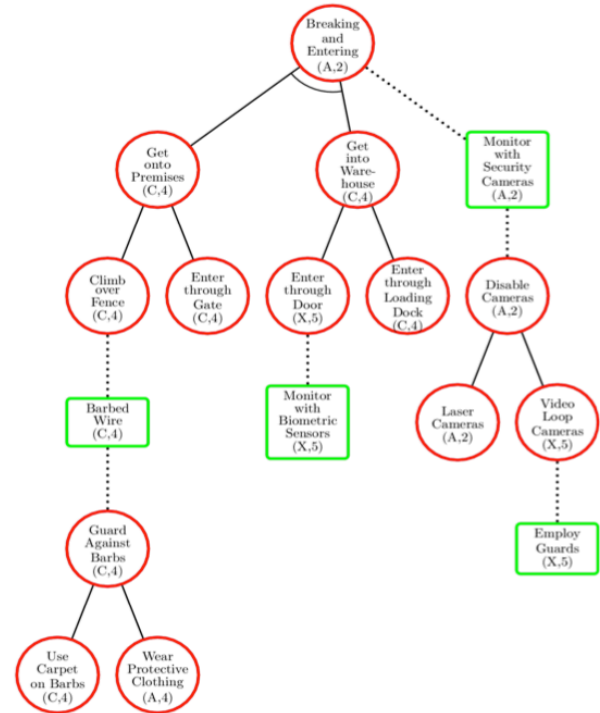 Breaking
and
Entering
(A,2)
Get
onto
Premises
(C,4)
Get
into
Ware-
house
(C,4)
Monitor
with
Security
Cameras
(A,2)
Climb
over
Fence
(C,4)
Enter
through
Gate
(C,4)
Enter
through
Door
(X,5)
Enter
through
Loading
Dock
(C,4)
Disable
Cameras
(A,2)
Barbed
Wire
(C,4)
Monitor
with
Biometric
Sensors
(X,5)
Laser
Cameras
(A,2)
Video
Loop
Cameras
(X,5)
Guard
Against
Barbs
(C,4)
Employ
Guards
(X,5)
Use
Carpet
on Barbs
(C,4)
Wear
Protective
Clothing
(A,4)